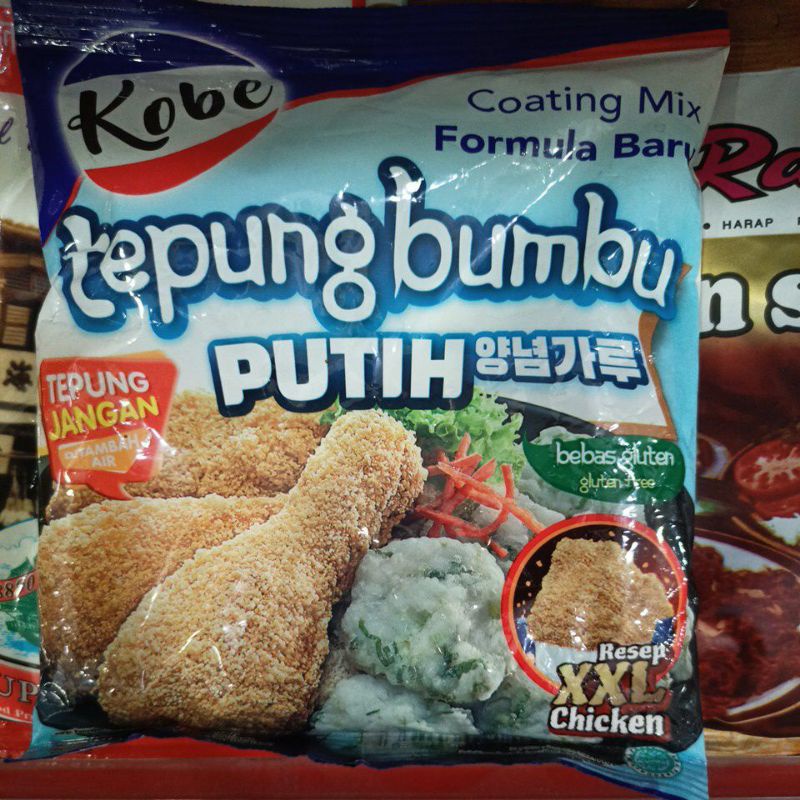 Kobe
Coating Mix
Formula Baru
tepung bumbu
PUTIH 양념가루
TEPUNG
JANGAN
DITAMBAH
AIR
bebas gluten
gluten free
Resep
XXL
Chicken
Ra
• HARAP
n s